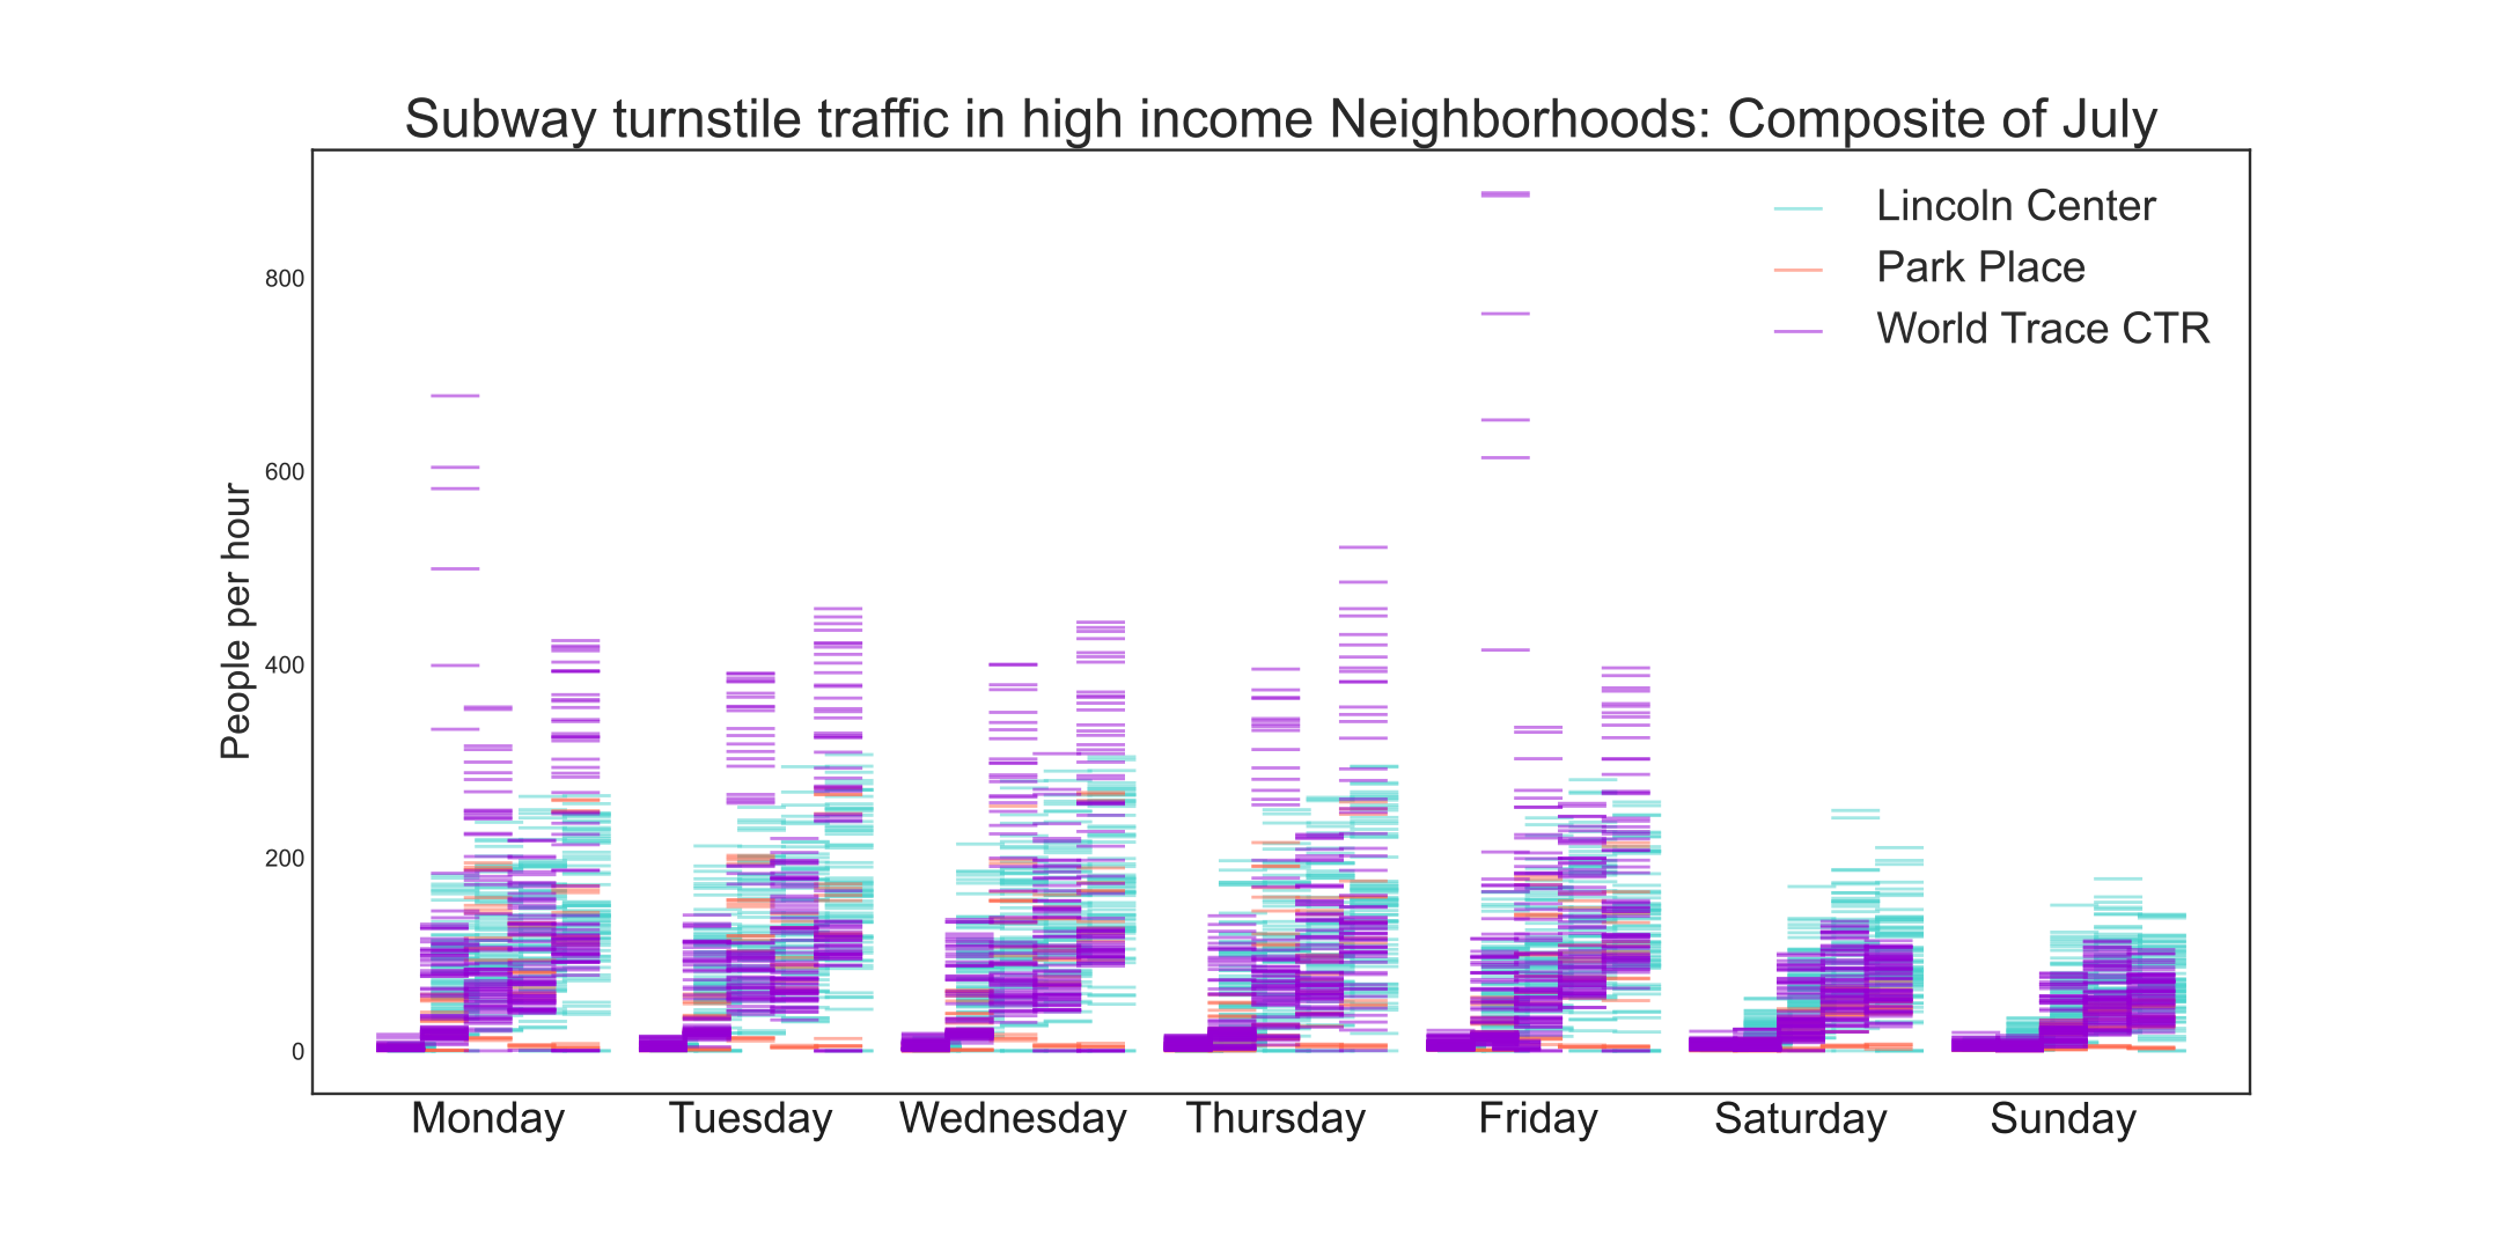 Subway turnstile traffic in high income Neighborhoods: Composite of July
Lincoln Center
Park Place
World Trace CTR
People per hour
800
600
400
200
0
Monday Tuesday Wednesday Thursday Friday Saturday Sunday